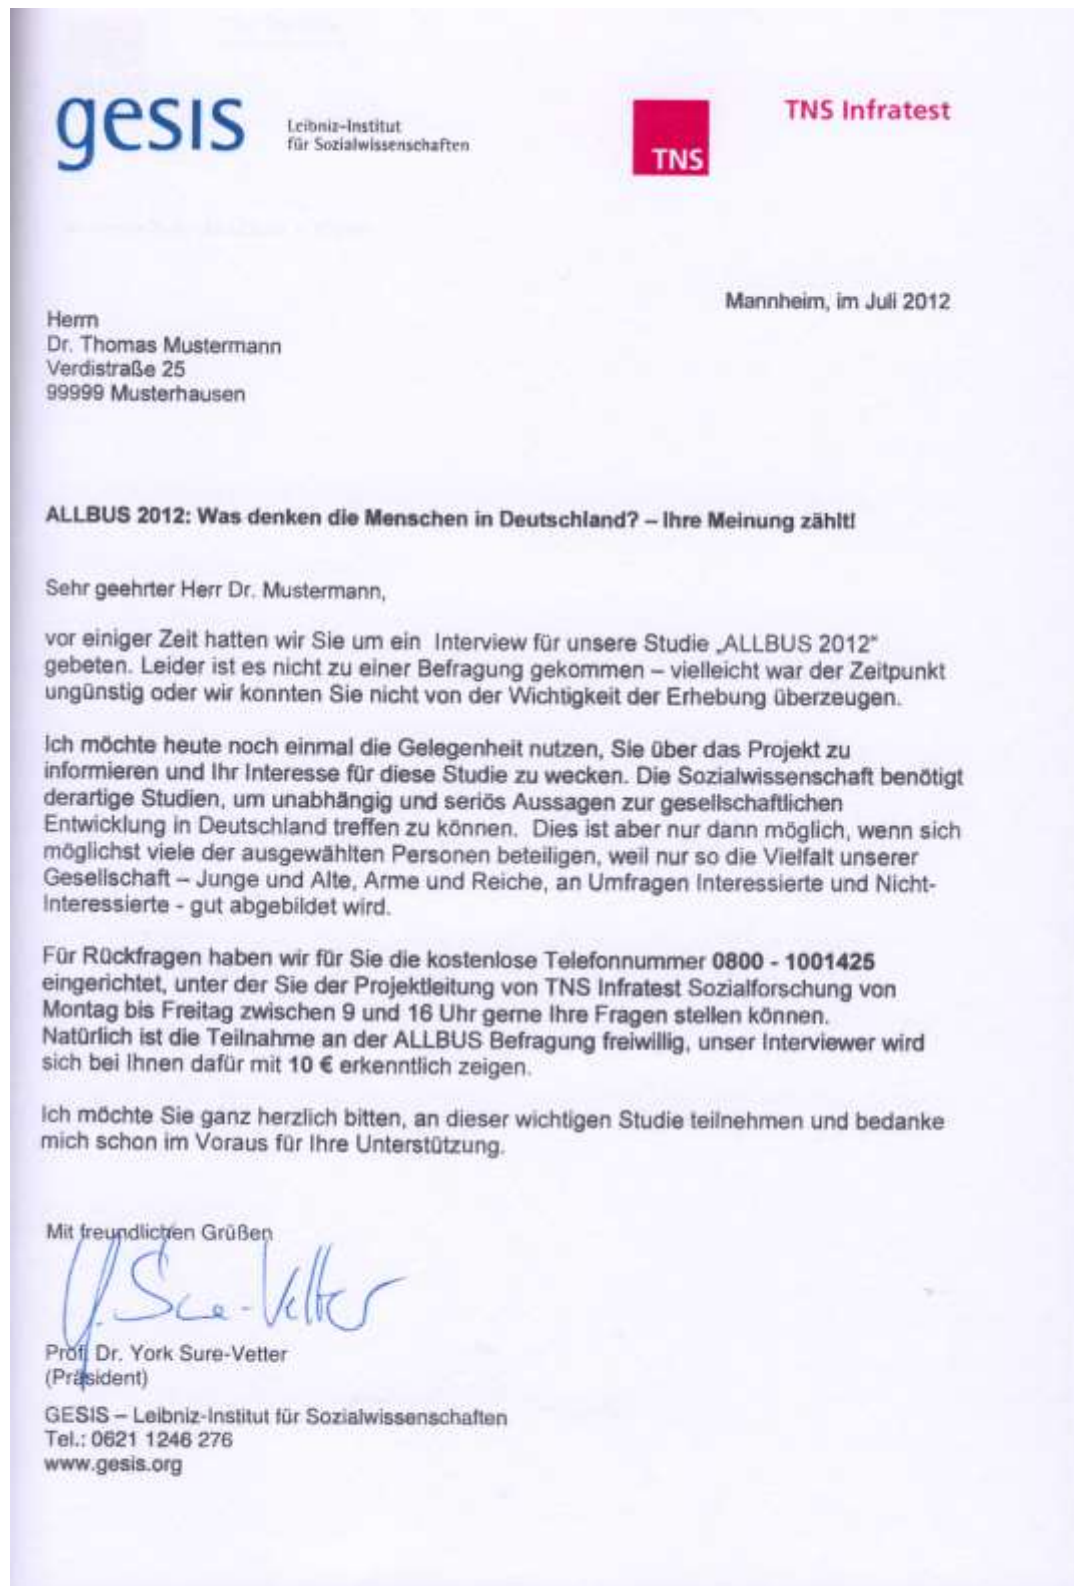 gesis
Leibniz-Institut
für Sozialwissenschaften
TNS
TNS Infratest
Mannheim, im Juli 2012
Herrn
Dr. Thomas Mustermann
Verdistraße 25
99999 Musterhausen
ALLBUS 2012: Was denken die Menschen in Deutschland? – Ihre Meinung zählt!
Sehr geehrter Herr Dr. Mustermann,
vor einiger Zeit hatten wir Sie um ein Interview für unsere Studie „ALLBUS 2012“
gebeten. Leider ist es nicht zu einer Befragung gekommen – vielleicht war der Zeitpunkt
ungünstig oder wir konnten Sie nicht von der Wichtigkeit der Erhebung überzeugen.
Ich möchte heute noch einmal die Gelegenheit nutzen, Sie über das Projekt zu
informieren und Ihr Interesse für diese Studie zu wecken. Die Sozialwissenschaft benötigt
derartige Studien, um unabhängig und seriös Aussagen zur gesellschaftlichen
Entwicklung in Deutschland treffen zu können. Dies ist aber nur dann möglich, wenn sich
möglichst viele der ausgewählten Personen beteiligen, weil nur so die Vielfalt unserer
Gesellschaft – Junge und Alte, Arme und Reiche, an Umfragen Interessierte und Nicht-
Interessierte - gut abgebildet wird.
Für Rückfragen haben wir für Sie die kostenlose Telefonnummer 0800 - 1001425
eingerichtet, unter der Sie der Projektleitung von TNS Infratest Sozialforschung von
Montag bis Freitag zwischen 9 und 16 Uhr gerne Ihre Fragen stellen können.
Natürlich ist die Teilnahme an der ALLBUS Befragung freiwillig, unser Interviewer wird
sich bei Ihnen dafür mit 10 € erkenntlich zeigen.
Ich möchte Sie ganz herzlich bitten, an dieser wichtigen Studie teilnehmen und bedanke
mich schon im Voraus für Ihre Unterstützung.
Mit freundlichen Grüßen
Y. Sure-Vetter
Prof. Dr. York Sure-Vetter
(Präsident)
GESIS – Leibniz-Institut für Sozialwissenschaften
Tel.: 0621 1246 276
www.gesis.org